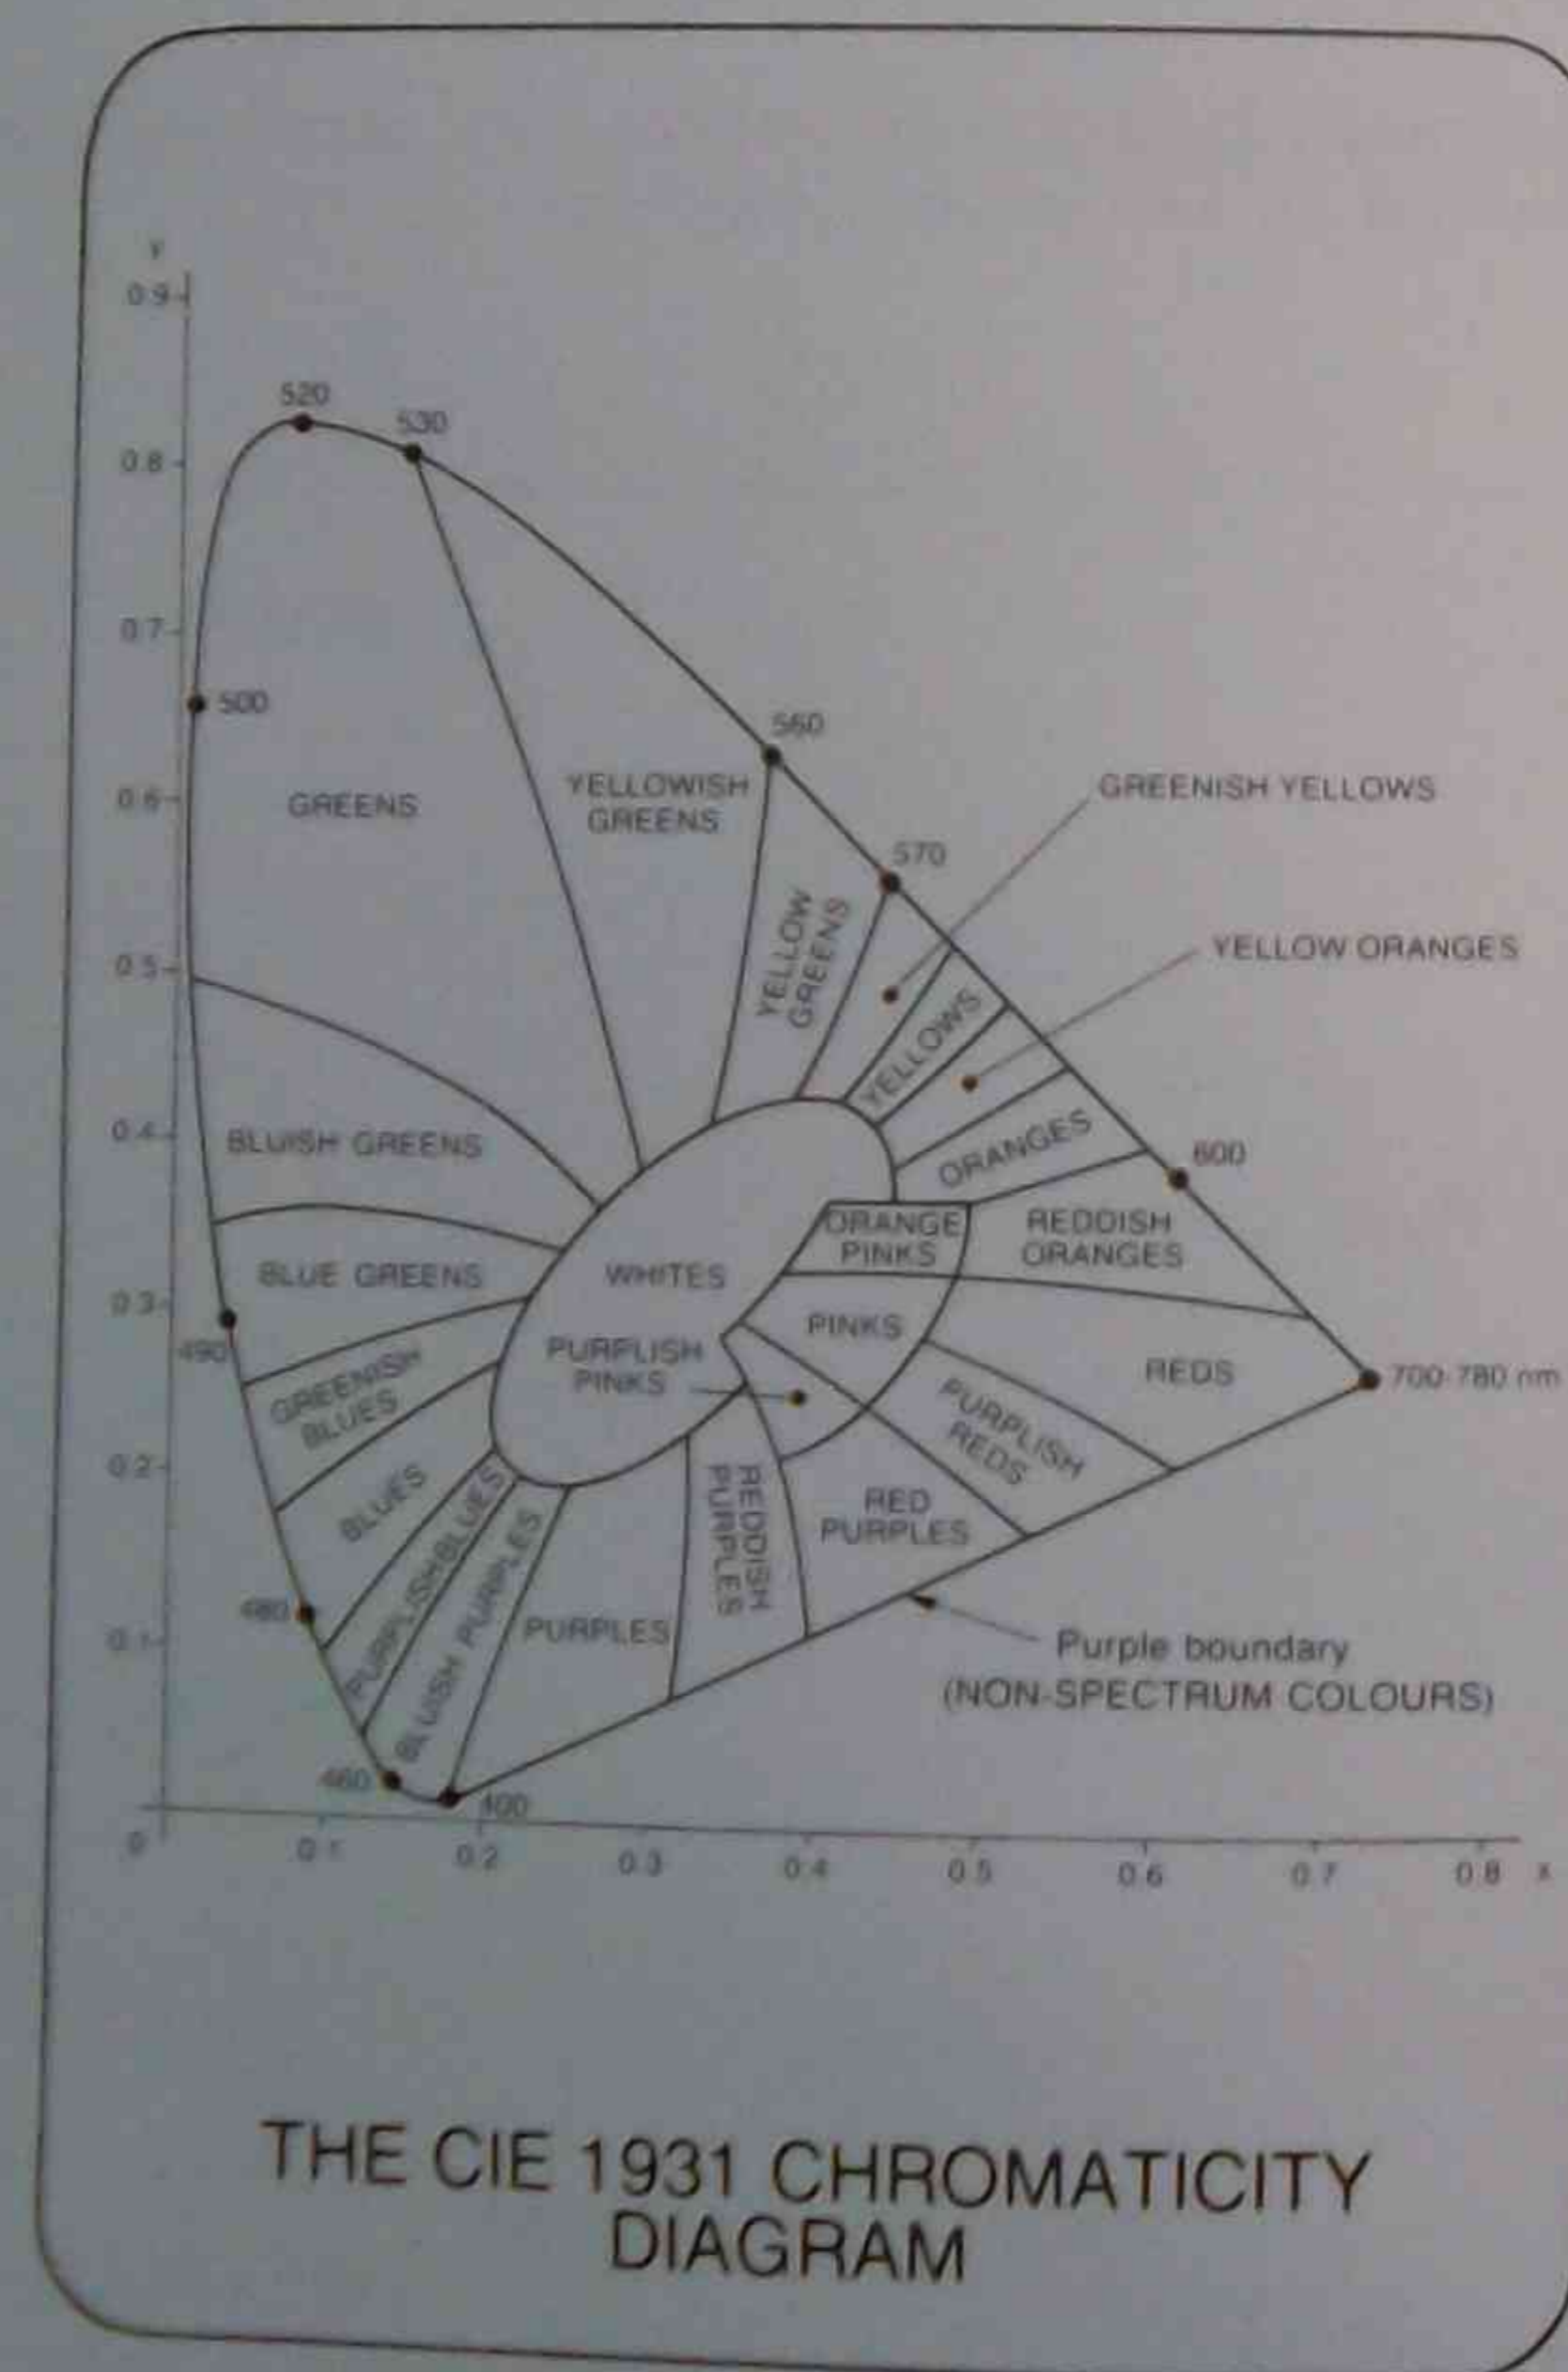 Y
0.9
520
530
0.8
0.7
500
560
YELLOWISH
GREENS
GREENISH YELLOWS
0.6
GREENS
570
YELLOW
GREENS
YELLOW ORANGES
0.5
YELLOWS
0.4
BLUISH GREENS
ORANGES
600
ORANGE
PINKS
REDDISH
ORANGES
BLUE GREENS
WHITES
0.3
490
PINKS
PURPLISH
PINKS
REDS
700-780 nm
GREENISH
BLUES
PURPLISH
REDS
0.2
BLUES
PURPLISH BLUES
REDDISH
PURPLES
RED
PURPLES
BLUISH PURPLES
480
PURPLES
0.1
Purple boundary
(NON-SPECTRUM COLOURS)
460
400
0
0.1
0.2
0.3
0.4
0.5
0.6
0.7
0.8
X
THE CIE 1931 CHROMATICITY
DIAGRAM